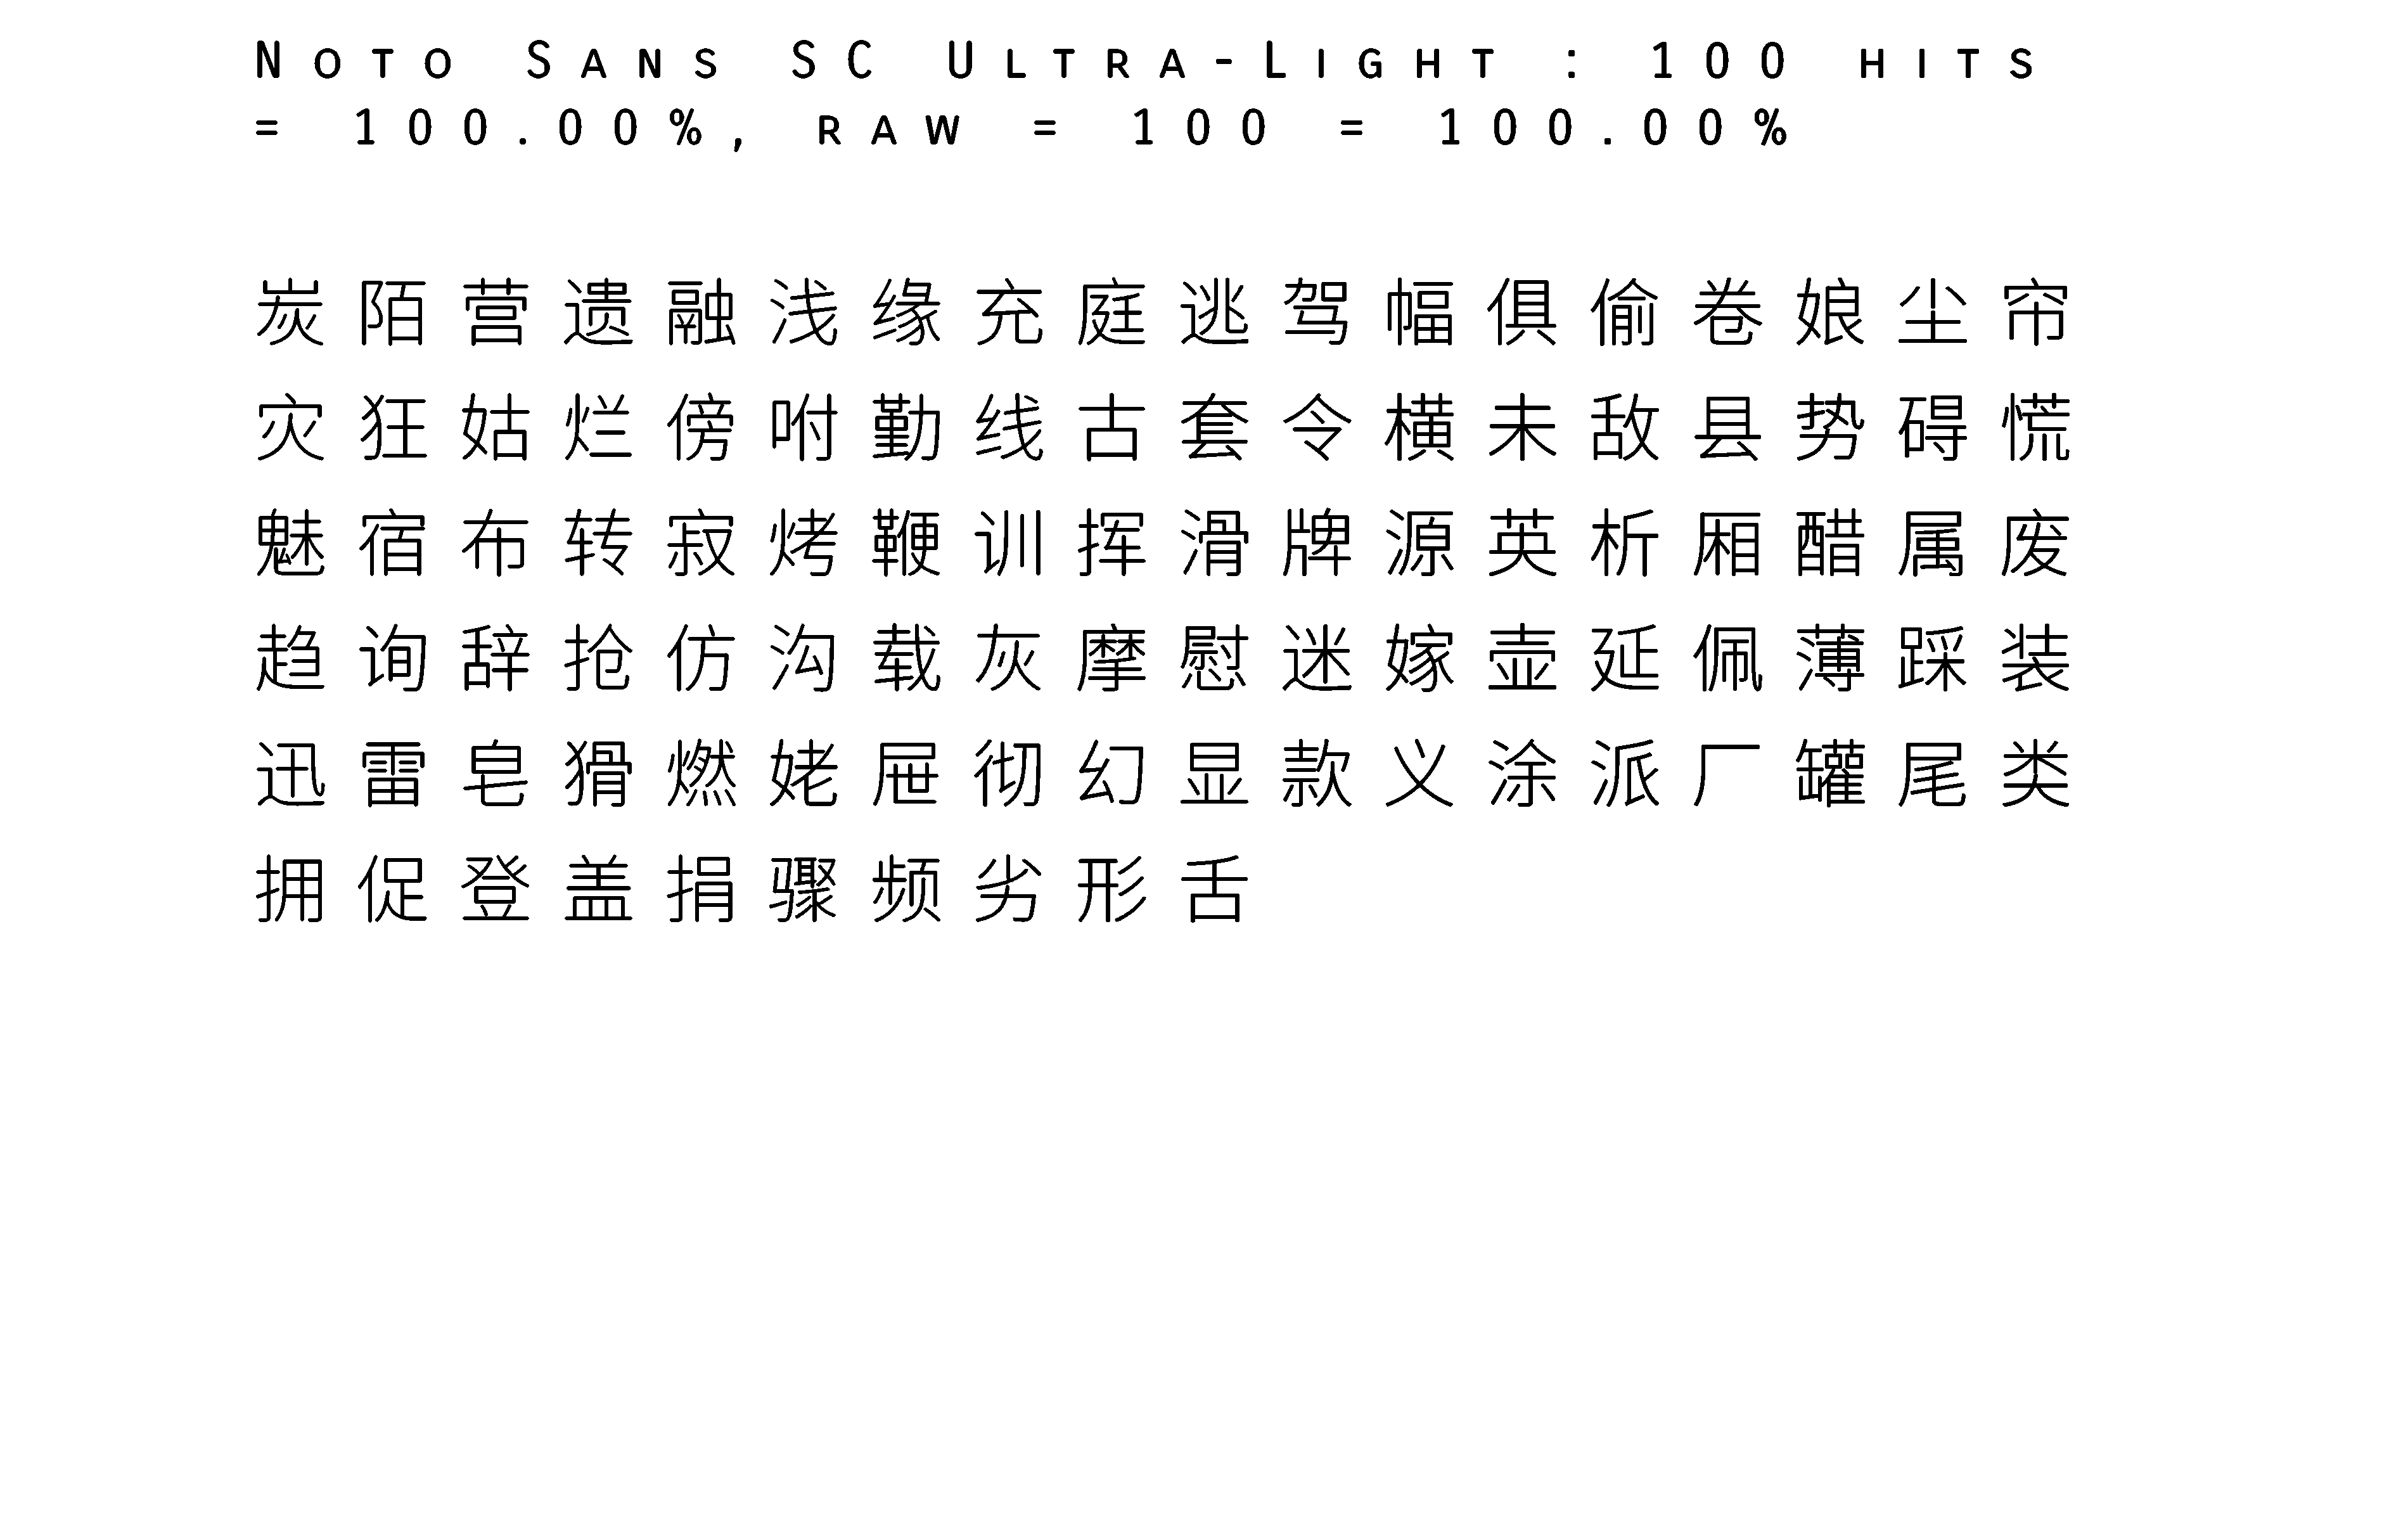 Noto Sans SC Ultra-Light : 100 hits
= 100.00%, raw = 100 = 100.00%
炭陌营遗融浅缘充庭逃驾幅俱偷卷娘尘帘
灾狂姑烂傍咐勤线古套令横未敌县势碍慌
魅宿布转寂烤鞭训挥滑牌源英析厢醋属废
趋询辞抢仿沟载灰摩慰迷嫁壶延佩薄踩装
迅雷皂猾燃姥屉彻幻显款义涂派厂罐尾类
拥促登盖捐骤频劣形舌